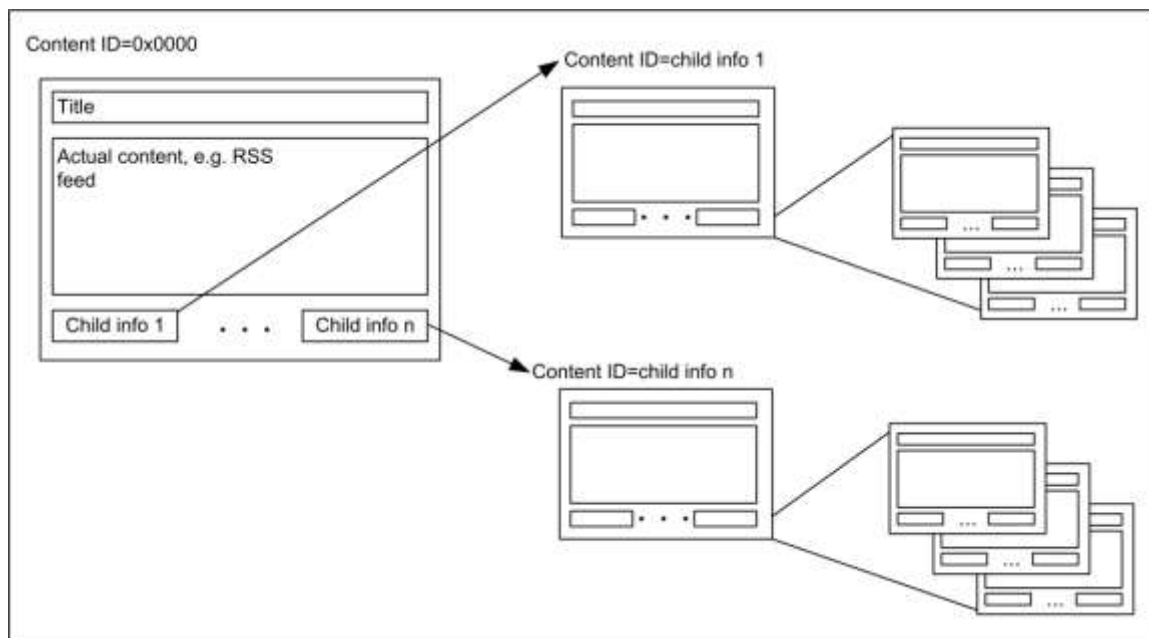 Content ID=0x0000
Title
Actual content, e.g. RSS
feed
Child info 1
. . .
Child info n
Content ID=child info 1
. . .
...
...
...
Content ID=child info n
. . .
...
...
...